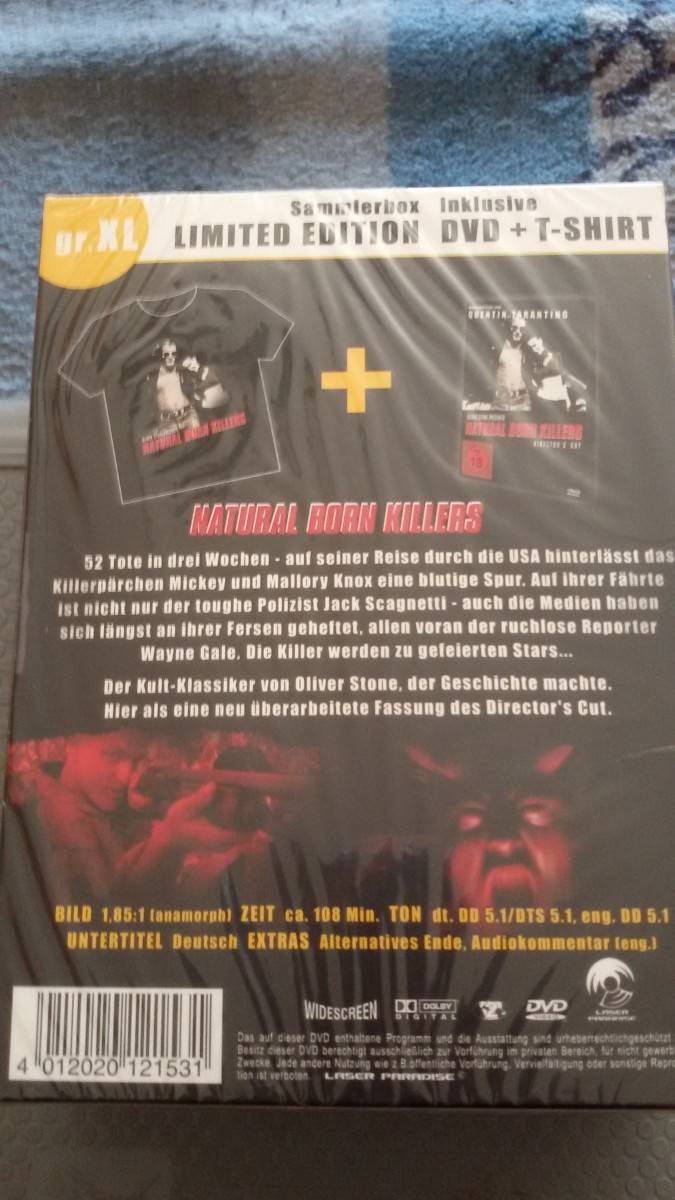 Sammlerbox inklusive
gr.XL LIMITED EDITION DVD + T-SHIRT
QUENTIN TARANTINO
NATURAL BORN KILLERS
NATURAL BORN KILLERS
DIRECTOR'S CUT
18
NATURAL BORN KILLERS
52 Tote in drei Wochen - auf seiner Reise durch die USA hinterlässt das
Killerpärchen Mickey und Mallory Knox eine blutige Spur. Auf ihrer Fährte
ist nicht nur der toughe Polizist Jack Scagnetti - auch die Medien haben
sich längst an ihrer Fersen geheftet, allen voran der ruchlose Reporter
Wayne Gale. Die Killer werden zu gefeierten Stars...
Der Kult-Klassiker von Oliver Stone, der Geschichte machte.
Hier als eine neu überarbeitete Fassung des Director's Cut.
BILD 1,85:1 (anamorph) ZEIT ca. 108 Min. TON dt. DD 5.1/DTS 5.1, eng. DD 5.1
UNTERTITEL Deutsch EXTRAS Alternatives Ende, Audiokommentar (eng.)
WIDESCREEN DOLBY DIGITAL DVD VIDEO LASER PARADISE
4 012020 121531
Das auf dieser DVD enthaltene Programm und die Ausstattung sind urheberrechtlichgeschützt.
Besitz dieser DVD berechtigt ausschließlich zur Vorführung im privaten Bereich, für nicht gewerb
Zwecke. Jede andere Nutzung wie z.B.öffentliche Vorführung, Vervielfältigung oder sonstige Repro
tion ist verboten. LASER PARADISE ©